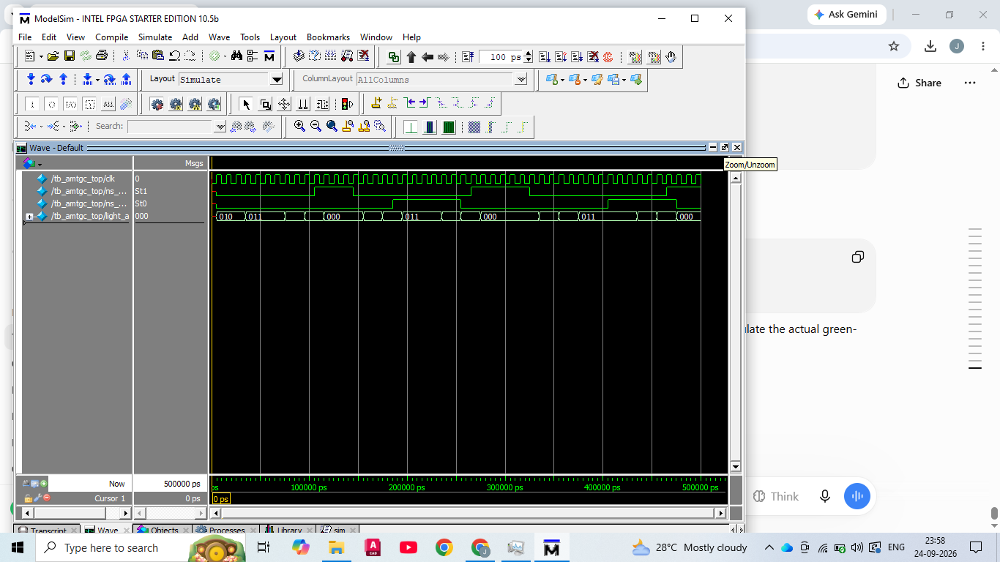 ModelSim - INTEL FPGA STARTER EDITION 10.5b
Ask Gemini
File Edit View Compile Simulate Add Wave Tools Layout Bookmarks Window Help
100 ps
J
Layout Simulate
ColumnLayout AllColumns
Share
Search:
Wave - Default
Zoom/Unzoom
Msgs
/tb_amtgc_top/clk 0
/tb_amtgc_top/ns_... St1
/tb_amtgc_top/ns_... St0
/tb_amtgc_top/light_a 000 010 011 000 011 000 011 000
late the actual green-
Now 500000 ps
ps 100000 ps 200000 ps 300000 ps 400000 ps 500000 ps
Cursor 1 0 ps
0 ps
Think
Transcript Wave Objects Processes Library sim
Type here to search
28°C Mostly cloudy
ENG
23:58
24-09-2026